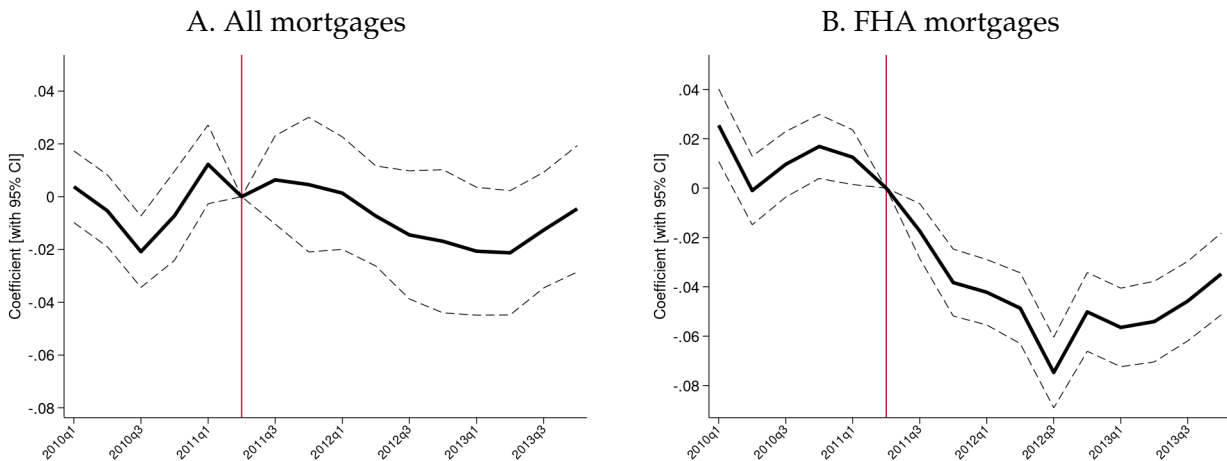 A. All mortgages
Coefficient [with 95% CI]
.04
.02
0
-.02
-.04
-.06
-.08
2010q1
2010q3
2011q1
2011q3
2012q1
2012q3
2013q1
2013q3
B. FHA mortgages
Coefficient [with 95% CI]
.04
.02
0
-.02
-.04
-.06
-.08
2010q1
2010q3
2011q1
2011q3
2012q1
2012q3
2013q1
2013q3